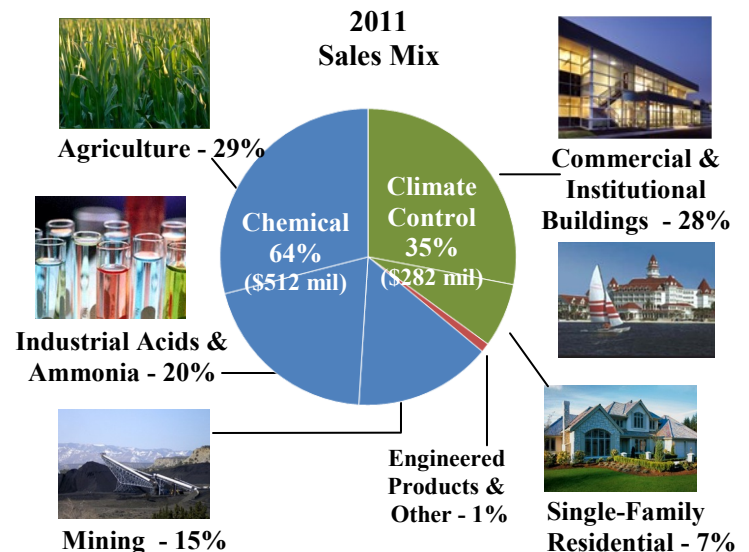 2011
Sales Mix
Agriculture - 29%
Commercial &
Institutional
Buildings - 28%
Climate
Control
35%
($282 mil)
Chemical
64%
($512 mil)
Industrial Acids &
Ammonia - 20%
Engineered
Products &
Other - 1%
Single-Family
Residential - 7%
Mining - 15%